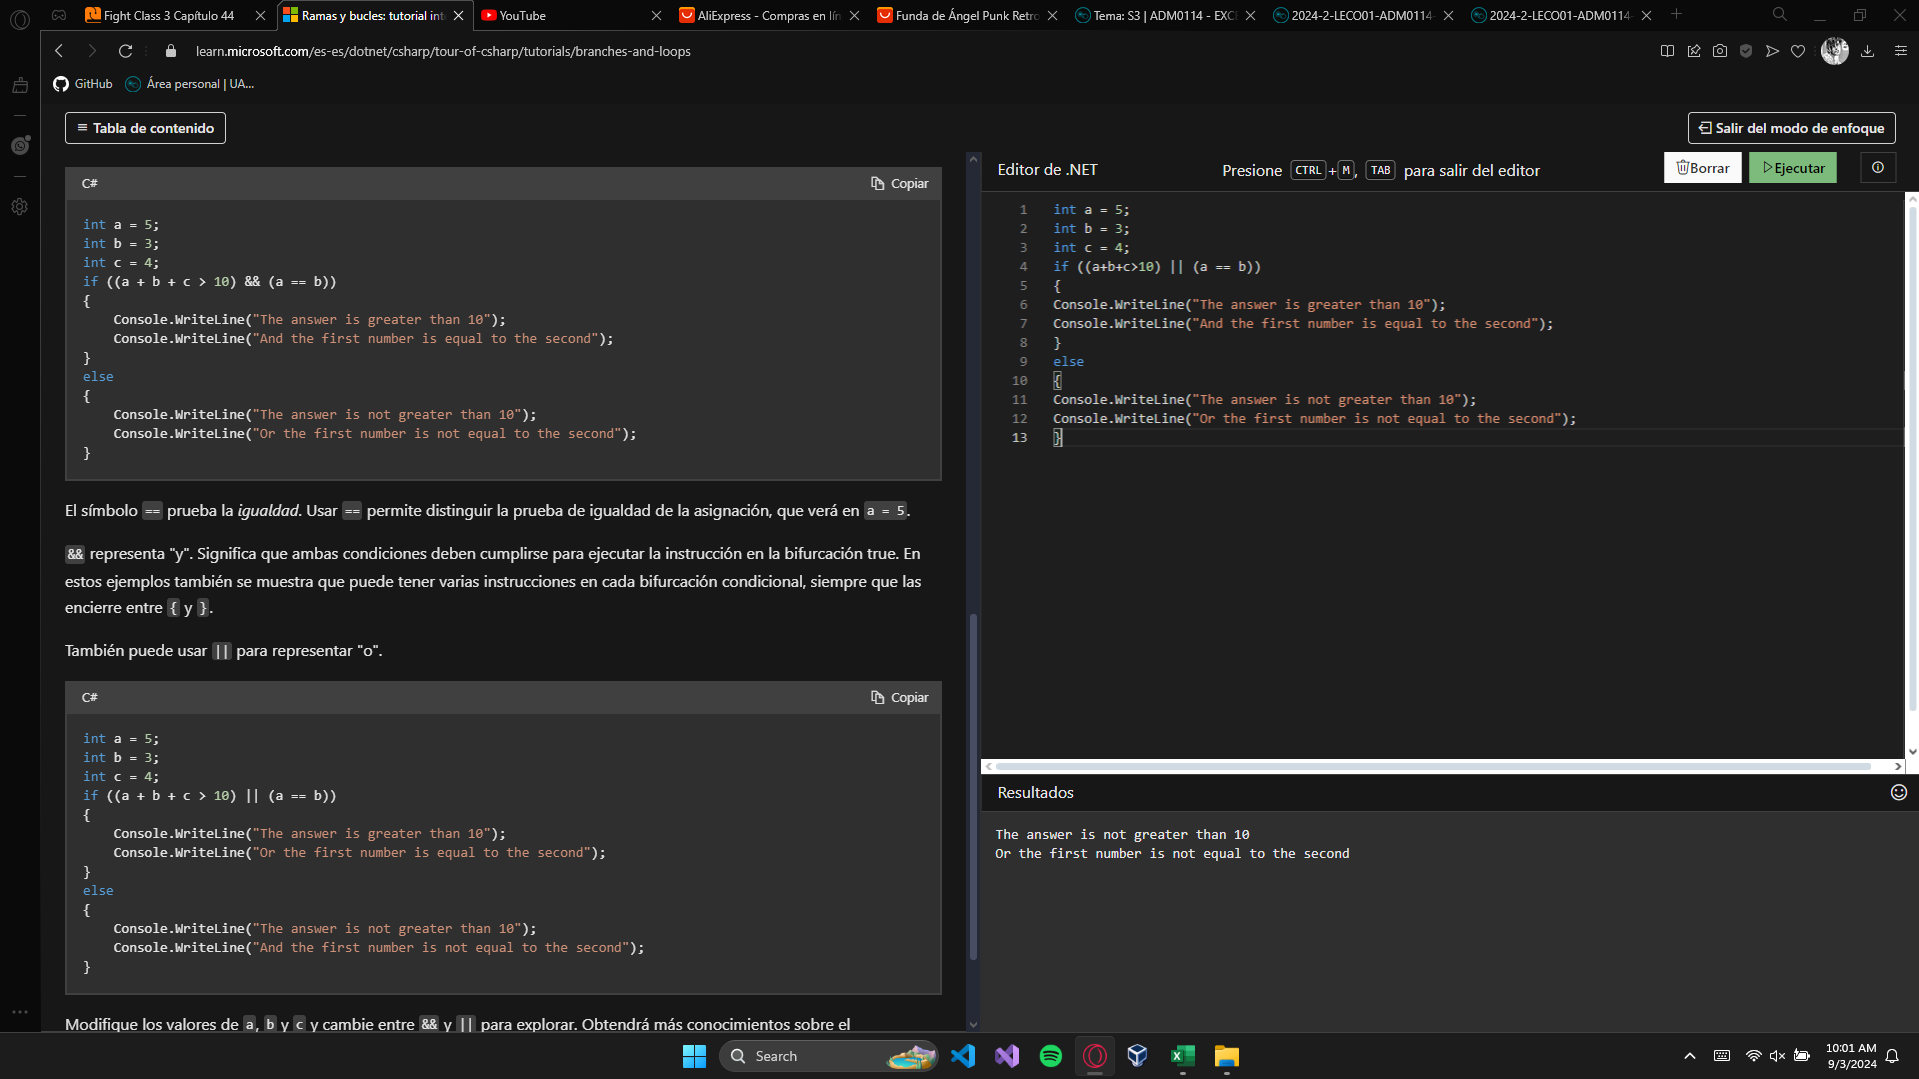 Fight Class 3 Capítulo 44
Ramas y bucles: tutorial int
YouTube
AliExpress - Compras en lín
Funda de Ángel Punk Retro
Tema: S3 | ADM0114 - EXC
2024-2-LECO01-ADM0114-
2024-2-LECO01-ADM0114-
learn.microsoft.com/es-es/dotnet/csharp/tour-of-csharp/tutorials/branches-and-loops
GitHub
Área personal | UA...
≡ Tabla de contenido
Salir del modo de enfoque
C#
Copiar
int a = 5;
int b = 3;
int c = 4;
if ((a + b + c > 10) && (a == b))
{
    Console.WriteLine("The answer is greater than 10");
    Console.WriteLine("And the first number is equal to the second");
}
else
{
    Console.WriteLine("The answer is not greater than 10");
    Console.WriteLine("Or the first number is not equal to the second");
}
El símbolo == prueba la igualdad. Usar == permite distinguir la prueba de igualdad de la asignación, que verá en a = 5.
&& representa "y". Significa que ambas condiciones deben cumplirse para ejecutar la instrucción en la bifurcación true. En
estos ejemplos también se muestra que puede tener varias instrucciones en cada bifurcación condicional, siempre que las
encierre entre { y }.
También puede usar || para representar "o".
C#
Copiar
int a = 5;
int b = 3;
int c = 4;
if ((a + b + c > 10) || (a == b))
{
    Console.WriteLine("The answer is greater than 10");
    Console.WriteLine("Or the first number is equal to the second");
}
else
{
    Console.WriteLine("The answer is not greater than 10");
    Console.WriteLine("And the first number is not equal to the second");
}
Modifique los valores de a, b y c y cambie entre && y || para explorar. Obtendrá más conocimientos sobre el
Editor de .NET
Presione CTRL+M, TAB para salir del editor
Borrar
Ejecutar
1 int a = 5;
2 int b = 3;
3 int c = 4;
4 if ((a+b+c>10) || (a == b))
5 {
6 Console.WriteLine("The answer is greater than 10");
7 Console.WriteLine("And the first number is equal to the second");
8 }
9 else
10 {
11 Console.WriteLine("The answer is not greater than 10");
12 Console.WriteLine("Or the first number is not equal to the second");
13 }
Resultados
The answer is not greater than 10
Or the first number is not equal to the second
Search
10:01 AM
9/3/2024